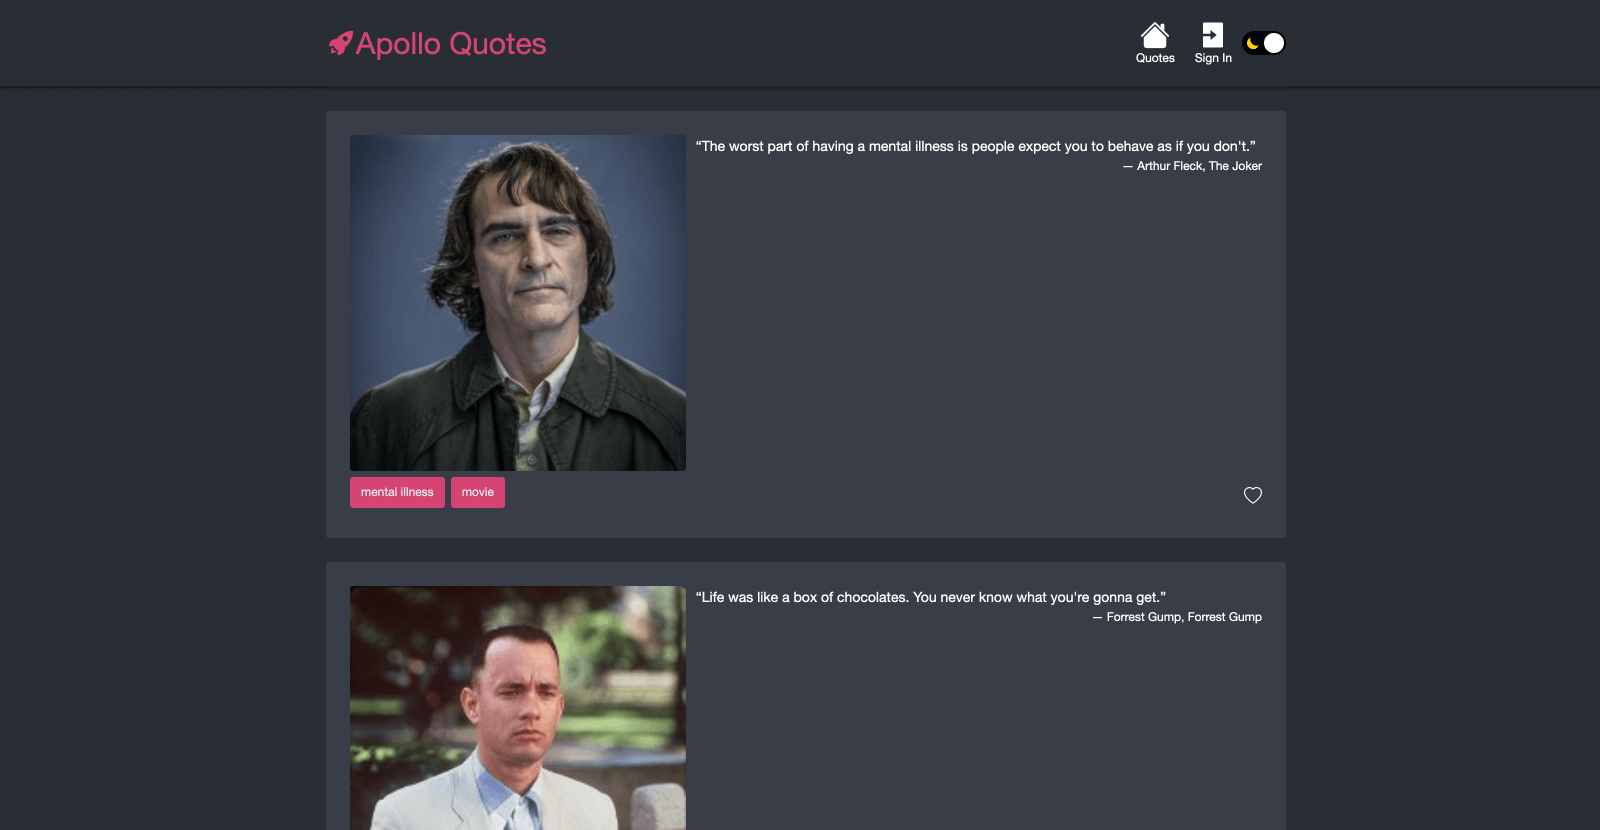 Apollo Quotes
Quotes
Sign In
“The worst part of having a mental illness is people expect you to behave as if you don't.”
— Arthur Fleck, The Joker
mental illness
movie
“Life was like a box of chocolates. You never know what you're gonna get.”
— Forrest Gump, Forrest Gump